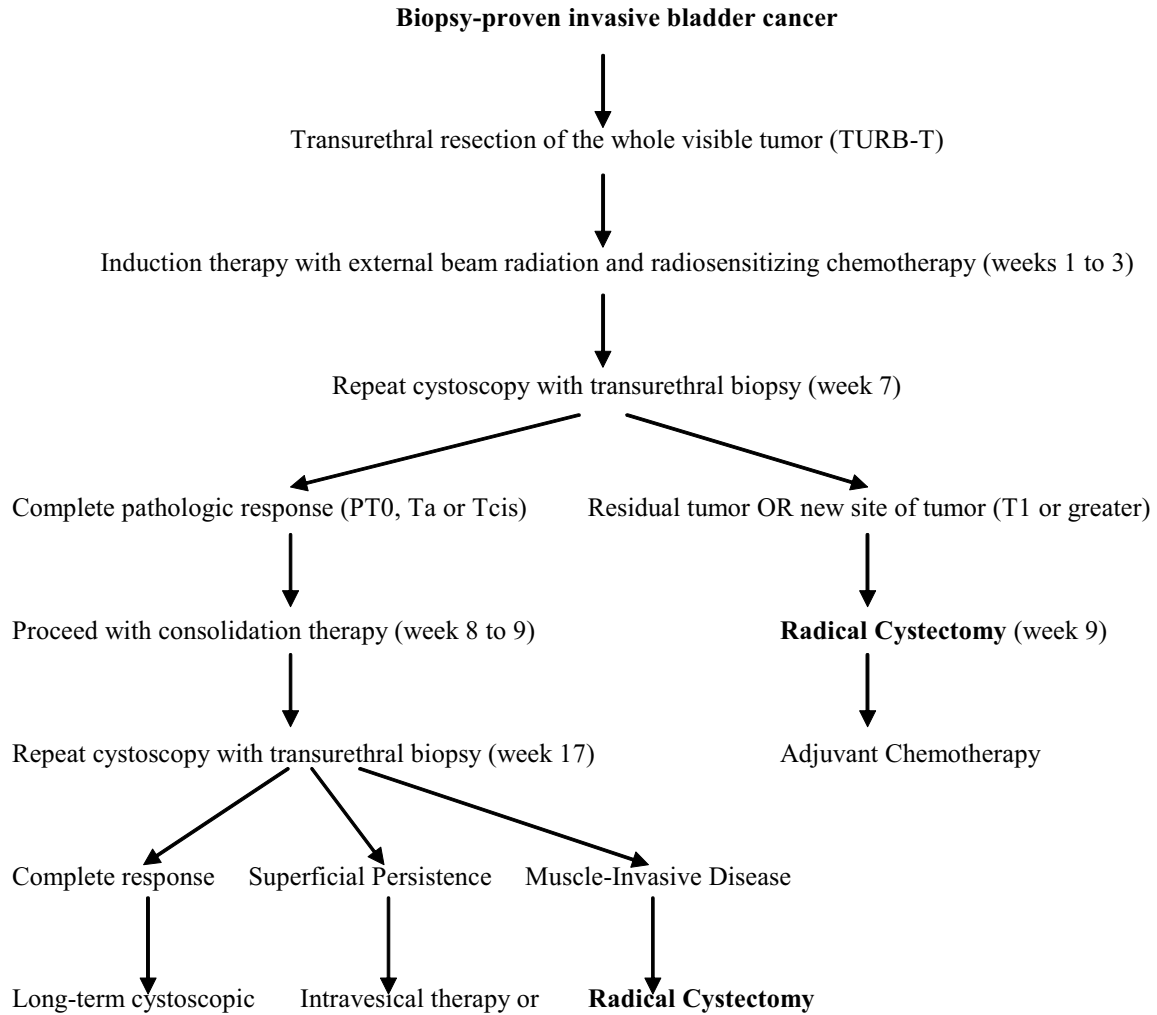 Biopsy-proven invasive bladder cancer
Transurethral resection of the whole visible tumor (TURB-T)
Induction therapy with external beam radiation and radiosensitizing chemotherapy (weeks 1 to 3)
Repeat cystoscopy with transurethral biopsy (week 7)
Complete pathologic response (PT0, Ta or Tcis) Residual tumor OR new site of tumor (T1 or greater)
Proceed with consolidation therapy (week 8 to 9) Radical Cystectomy (week 9)
Repeat cystoscopy with transurethral biopsy (week 17) Adjuvant Chemotherapy
Complete response Superficial Persistence Muscle-Invasive Disease
Long-term cystoscopic Intravesical therapy or Radical Cystectomy